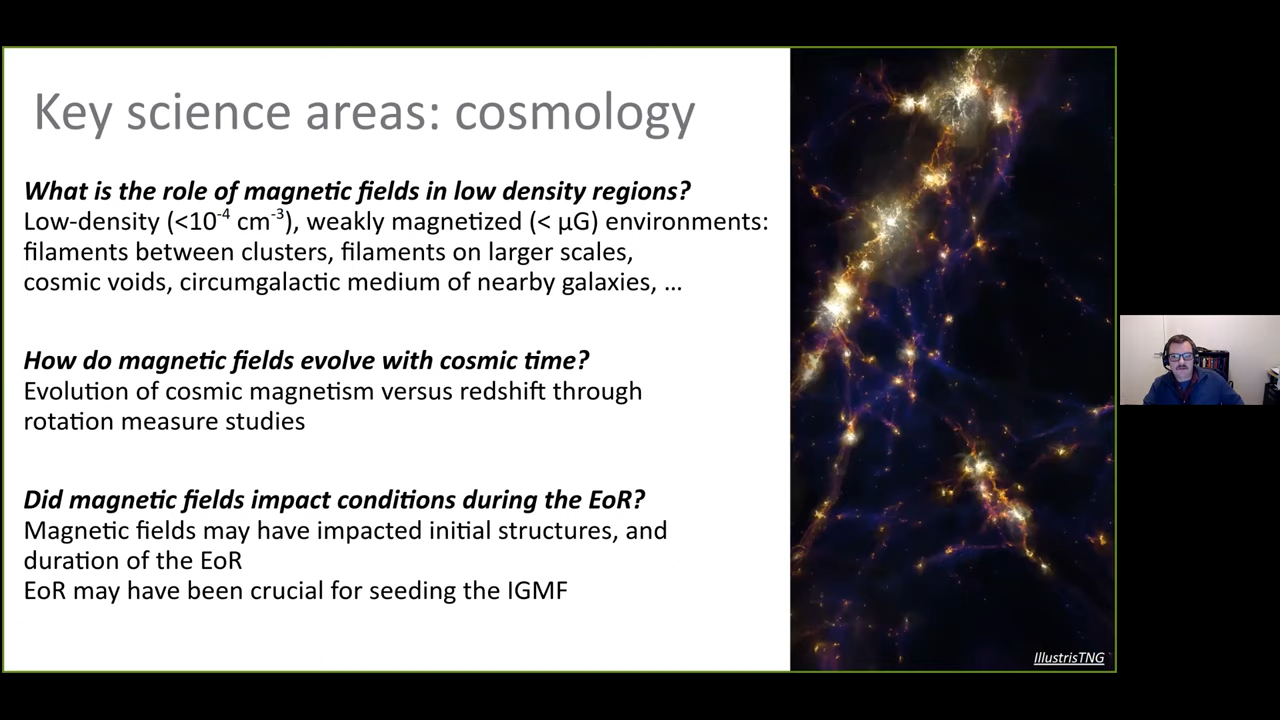 Key science areas: cosmology
What is the role of magnetic fields in low density regions?
Low-density (<10⁻⁴ cm⁻³), weakly magnetized (< μG) environments:
filaments between clusters, filaments on larger scales,
cosmic voids, circumgalactic medium of nearby galaxies, ...
How do magnetic fields evolve with cosmic time?
Evolution of cosmic magnetism versus redshift through
rotation measure studies
Did magnetic fields impact conditions during the EoR?
Magnetic fields may have impacted initial structures, and
duration of the EoR
EoR may have been crucial for seeding the IGMF
IllustrisTNG